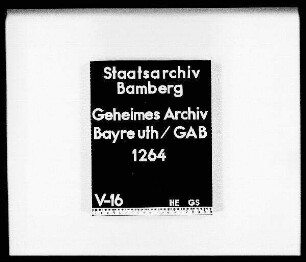 Staatsarchiv
Bamberg
Geheimes Archiv
Bayreuth/GAB
1264
V-16 HE GS